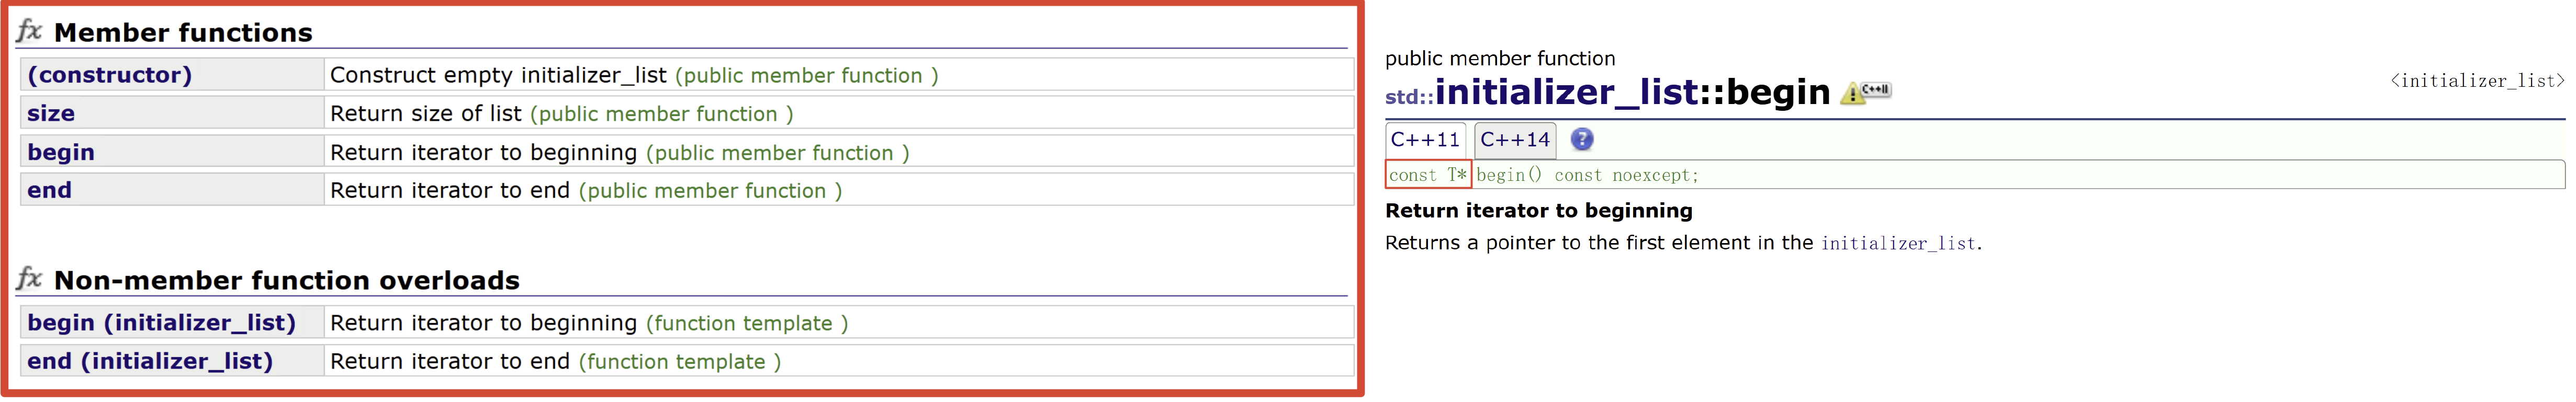 fx Member functions
(constructor) Construct empty initializer_list (public member function )
size Return size of list (public member function )
begin Return iterator to beginning (public member function )
end Return iterator to end (public member function )
fx Non-member function overloads
begin (initializer_list) Return iterator to beginning (function template )
end (initializer_list) Return iterator to end (function template )
public member function
<initializer_list>
std::initializer_list::begin C++11
C++11 C++14 ?
const T* begin() const noexcept;
Return iterator to beginning
Returns a pointer to the first element in the initializer_list.